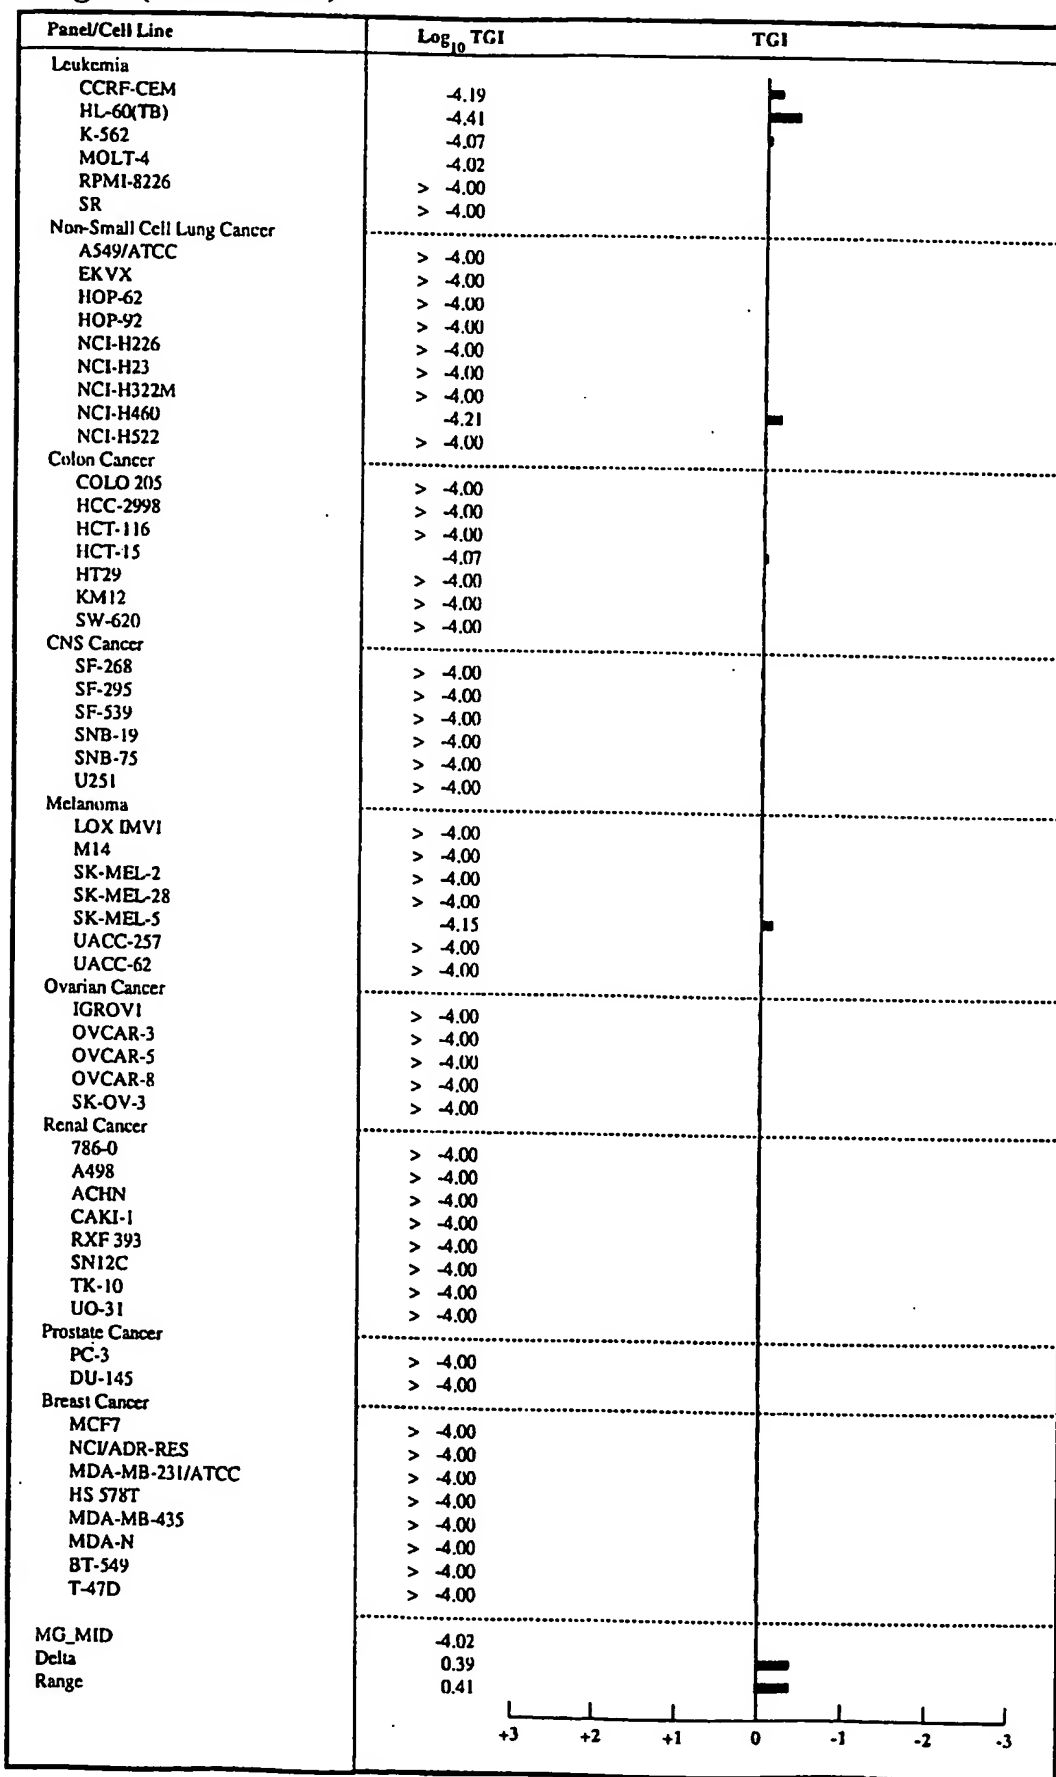 Panel/Cell Line Log10 TGI TGI
Leukemia
CCRF-CEM -4.19
HL-60(TB) -4.41
K-562 -4.07
MOLT-4 -4.02
RPMI-8226 > -4.00
SR > -4.00
Non-Small Cell Lung Cancer
A549/ATCC > -4.00
EKVX > -4.00
HOP-62 > -4.00
HOP-92 > -4.00
NCI-H226 > -4.00
NCI-H23 > -4.00
NCI-H322M > -4.00
NCI-H460 -4.21
NCI-H522 > -4.00
Colon Cancer
COLO 205 > -4.00
HCC-2998 > -4.00
HCT-116 > -4.00
HCT-15 -4.07
HT29 > -4.00
KM12 > -4.00
SW-620 > -4.00
CNS Cancer
SF-268 > -4.00
SF-295 > -4.00
SF-539 > -4.00
SNB-19 > -4.00
SNB-75 > -4.00
U251 > -4.00
Melanoma
LOX IMVI > -4.00
M14 > -4.00
SK-MEL-2 > -4.00
SK-MEL-28 > -4.00
SK-MEL-5 -4.15
UACC-257 > -4.00
UACC-62 > -4.00
Ovarian Cancer
IGROV1 > -4.00
OVCAR-3 > -4.00
OVCAR-5 > -4.00
OVCAR-8 > -4.00
SK-OV-3 > -4.00
Renal Cancer
786-0 > -4.00
A498 > -4.00
ACHN > -4.00
CAKI-1 > -4.00
RXF 393 > -4.00
SN12C > -4.00
TK-10 > -4.00
UO-31 > -4.00
Prostate Cancer
PC-3 > -4.00
DU-145 > -4.00
Breast Cancer
MCF7 > -4.00
NCI/ADR-RES > -4.00
MDA-MB-231/ATCC > -4.00
HS 578T > -4.00
MDA-MB-435 > -4.00
MDA-N > -4.00
BT-549 > -4.00
T-47D > -4.00
MG_MID -4.02
Delta 0.39
Range 0.41
+3 +2 +1 0 -1 -2 -3